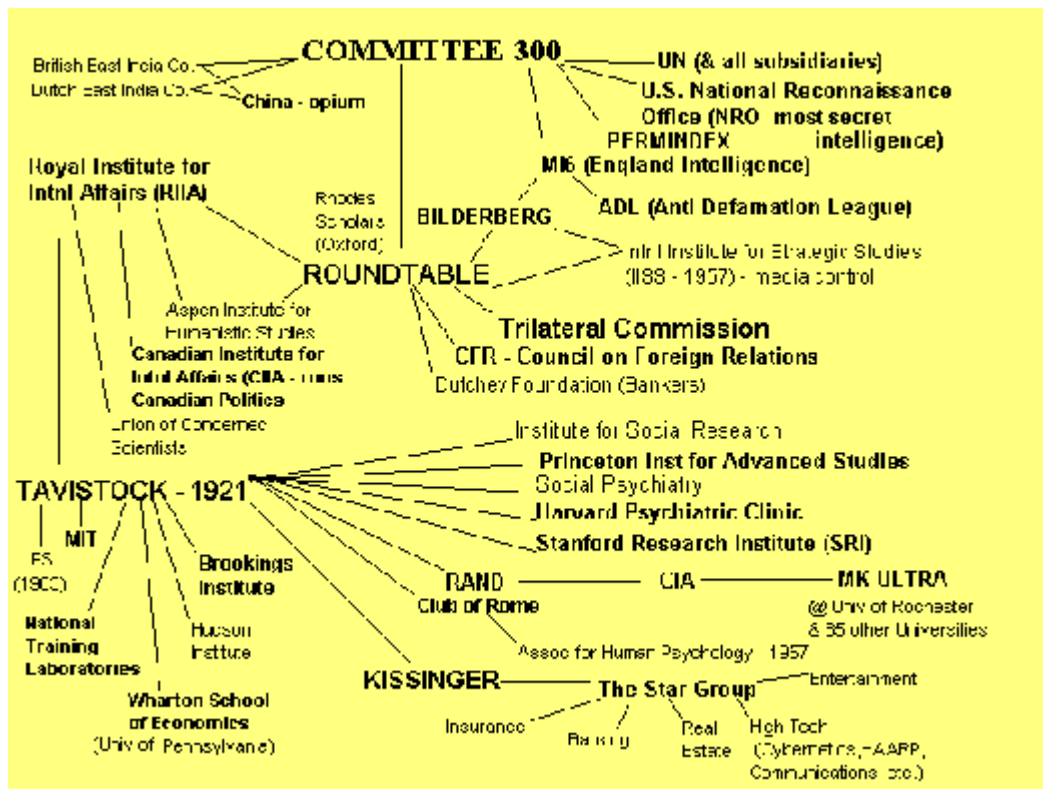 COMMITTEE 300
British East India Co.
Dutch East India Co.
China - opium
UN (& all subsidiaries)
U.S. National Reconnaissance
Office (NRO most secret
intelligence)
PERMINDEX
MI6 (England Intelligence)
ADL (Anti Defamation League)
Royal Institute for
Intnl Affairs (RIIA)
Rhodes
Scholars
(Oxford)
BILDERBERG
Intnl Institute for Strategic Studies
(IISS - 1957) - media control
ROUNDTABLE
Aspen Institute for
Humanistic Studies
Trilateral Commission
CFR - Council on Foreign Relations
(Bankers)
Foundation
Canadian Institute for
Intnl Affairs (CIIA - runs
Canadian Politics
Union of Concerned
Scientists
Institute for Social Research
Princeton Inst for Advanced Studies
Social Psychiatry
Harvard Psychiatric Clinic
Stanford Research Institute (SRI)
TAVISTOCK - 1921
MIT
Brookings
Institute
RAND
CIA
MK ULTRA
Club of Rome
@ Univ of Rochester
& 85 other Universities
National
Training
Laboratories
Hudson
Institute
Assoc for Human Psychology 1957
KISSINGER
The Star Group
Entertainment
Wharton School
of Economics
(Univ of Pennsylvania)
Insurance
Banking
Real
Estate
High Tech
(Cybernetics, HAARP,
Communications etc.)